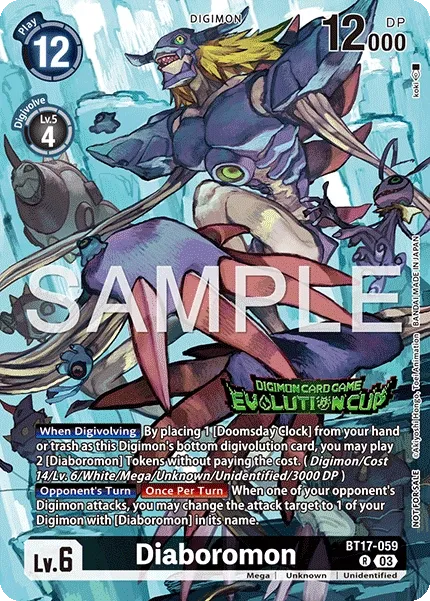 Play
12
DIGIMON
12000
DP
Digivolve
Lv.5
4
koki
SAMPLE
DIGIMON CARD GAME
EVOLUTION CUP
When Digivolving By placing 1 [Doomsday Clock] from your hand
or trash as this Digimon's bottom digivolution card, you may play
2 [Diaboromon] Tokens without paying the cost. ( Digimon/Cost
14/Lv. 6/White/Mega/Unknown/Unidentified/3000 DP )
Opponent's Turn Once Per Turn When one of your opponent's
Digimon attacks, you may change the attack target to 1 of your
Digimon with [Diaboromon] in its name.
NOT FOR SALE ©Akiyoshi Hongo, Toei Animation BANDAI MADE IN JAPAN
Lv.6
Diaboromon
BT17-059
R 03
Mega Unknown Unidentified